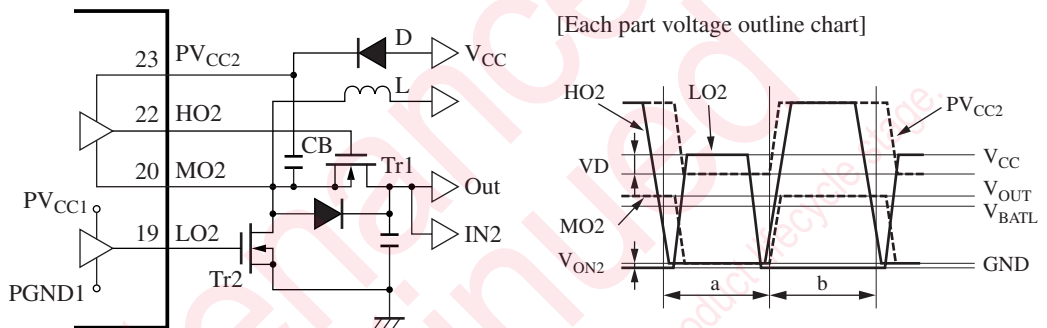 [Each part voltage outline chart]
23 PVCC2
D
VCC
L
22 HO2
CB
20 MO2
Tr1
Out
PVCC1
19 LO2
IN2
Tr2
PGND1
HO2
LO2
PVCC2
VD
VCC
VOUT
VBATL
MO2
VON2
GND
a
b